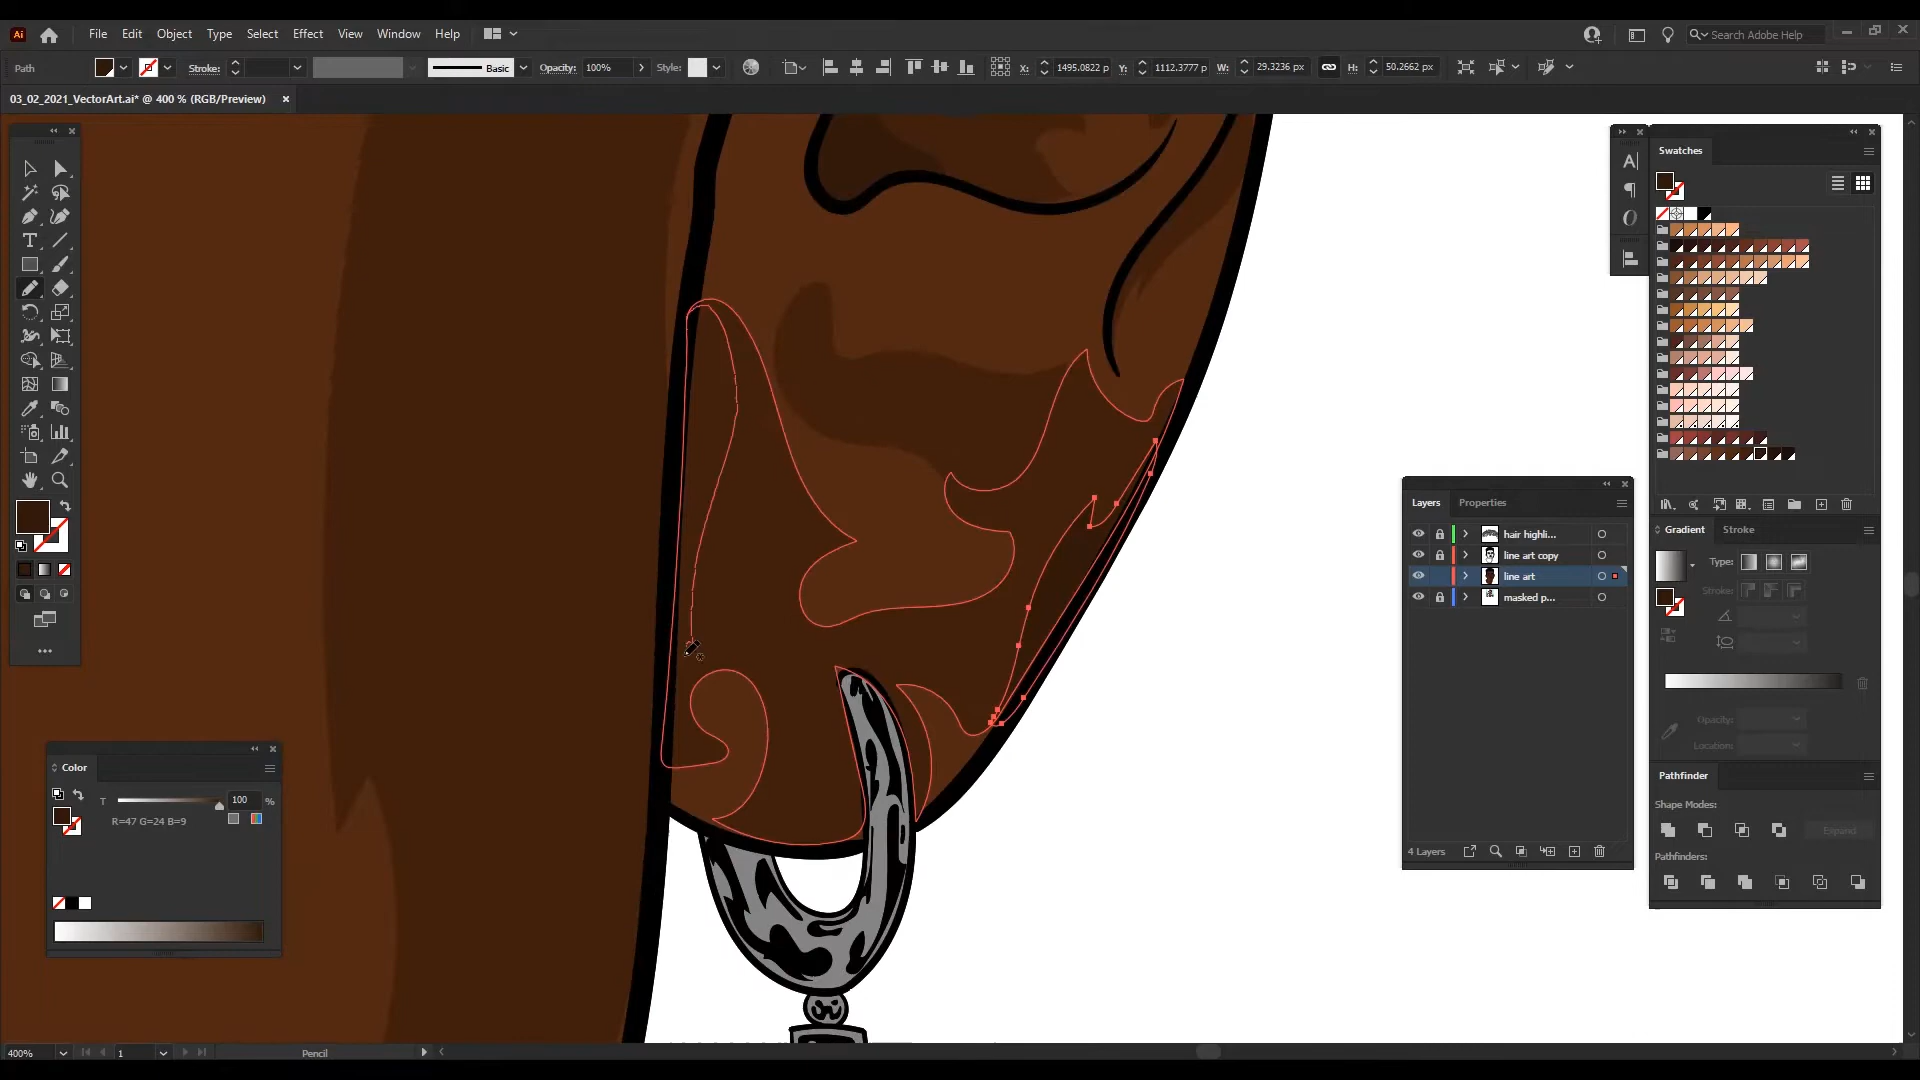 Ai File Edit Object Type Select Effect View Window Help Search Adobe Help
Path Stroke: Basic Opacity: 100% Style: X: 1495.0822 p Y: 1112.3777 p W: 29.3236 px H: 50.2662 px
03_02_2021_VectorArt.ai* @ 400 % (RGB/Preview)
Swatches
Layers Properties
hair highli...
line art copy
line art
masked p...
4 Layers
Gradient Stroke
Type:
Stroke:
Opacity:
Location:
Pathfinder
Shape Modes:
Expand
Pathfinders:
Color
T 100 %
R=47 G=24 B=9
400% 1 Pencil